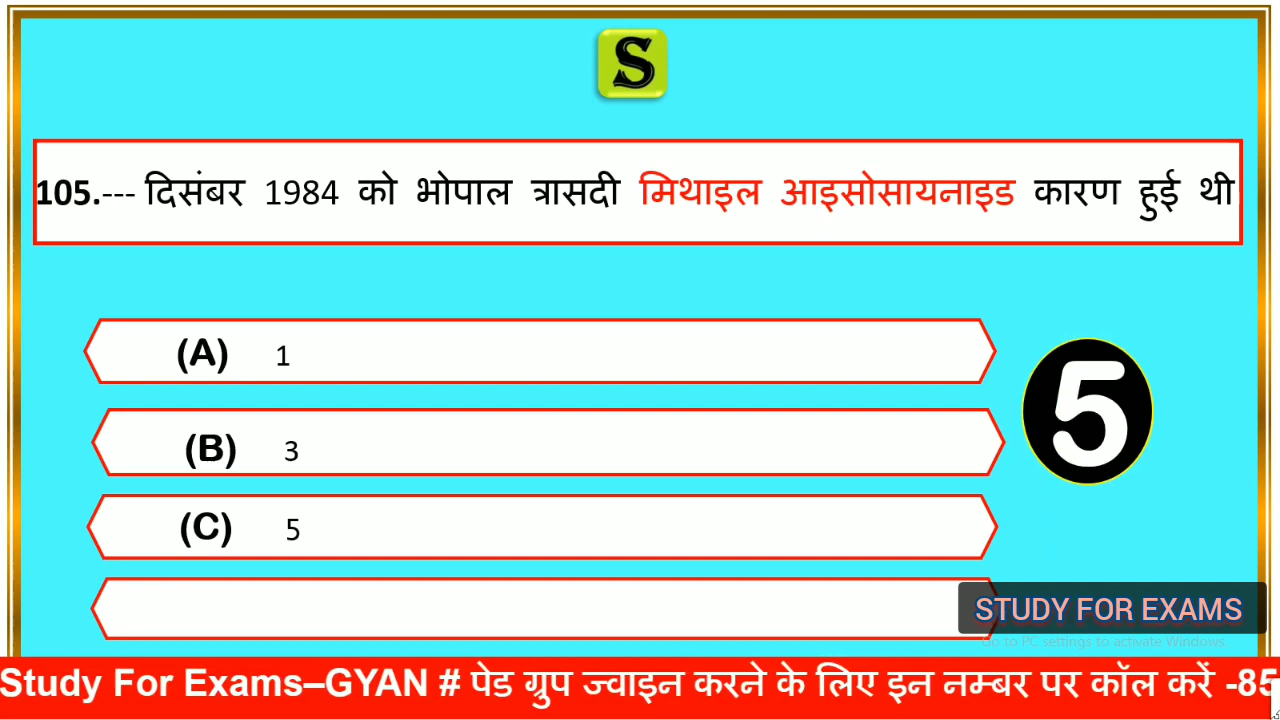 S
105.--- दिसंबर 1984 को भोपाल त्रासदी मिथाइल आइसोसायनाइड कारण हुई थी
(A) 1
(B) 3
5
(C) 5
STUDY FOR EXAMS
Go to PC settings to activate Windows.
Study For Exams–GYAN # पेड ग्रुप ज्वाइन करने के लिए इन नम्बर पर कॉल करें -85